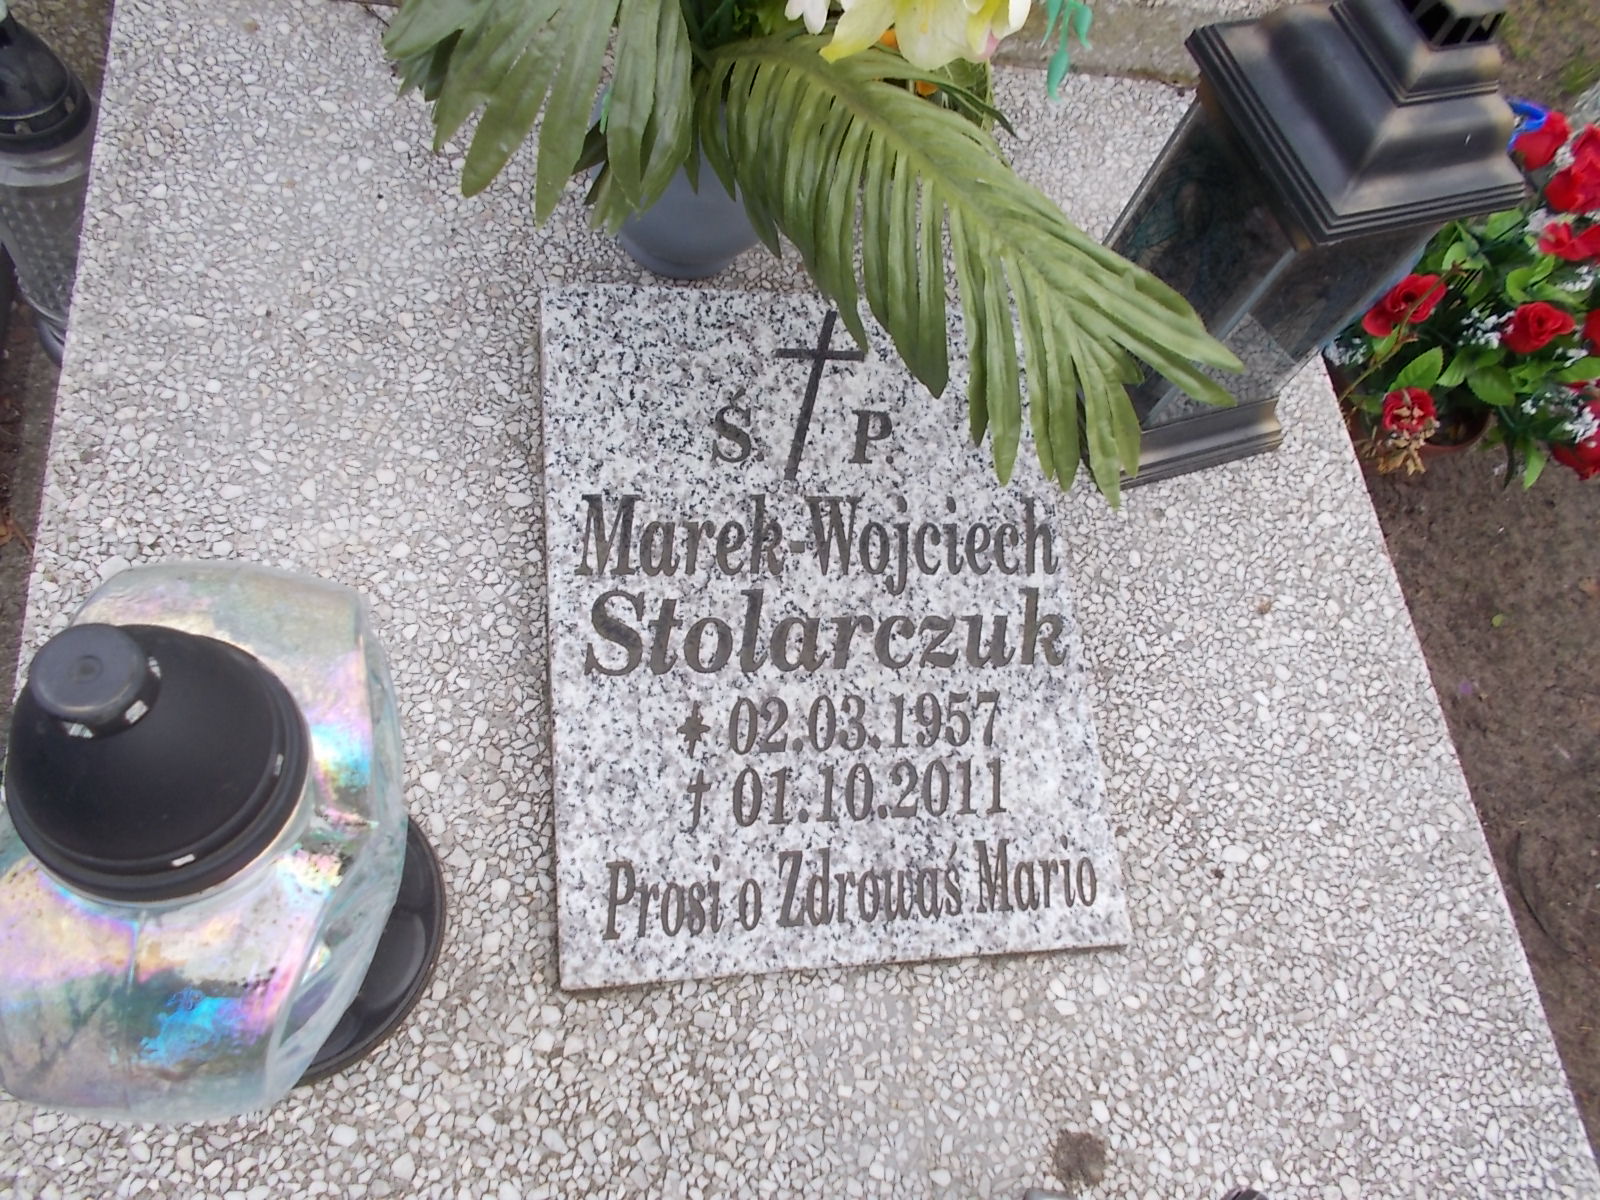 Ś. P.
Marek-Wojciech
Stolarczuk
* 02.03.1957
† 01.10.2011
Prosi o Zdrowaś Mario